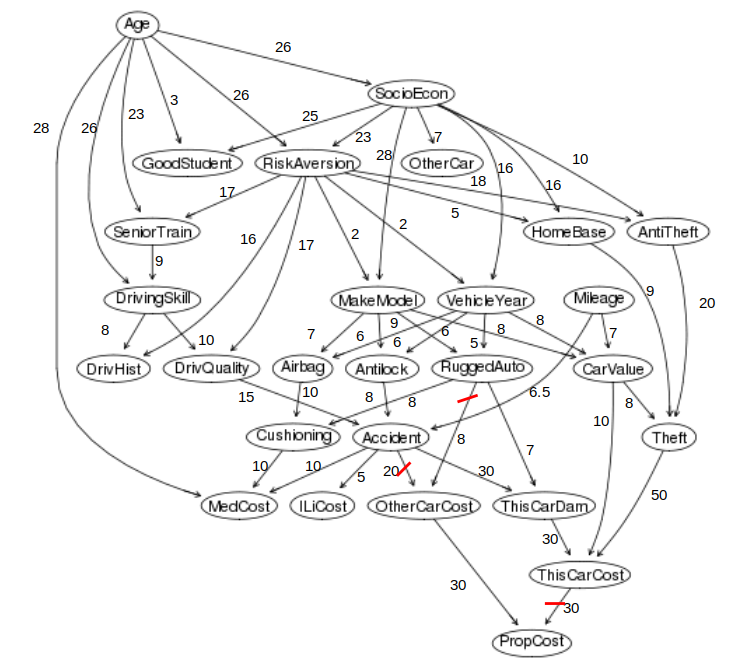 Age
26
SocioEcon
28
26
23
3
26
25
23
28
7
16
16
10
GoodStudent
RiskAversion
OtherCar
17
18
5
SeniorTrain
HomeBase
AntiTheft
16
17
2
2
9
9
20
DrivingSkill
MakeModel
VehicleYear
Mileage
8
10
7
9
6
6
6
5
8
8
7
DrivHist
DrivQuality
Airbag
Antilock
RuggedAuto
CarValue
15
10
8
8
6.5
10
8
Cushioning
Accident
8
7
Theft
10
10
5
20
30
50
MedCost
ILiCost
OtherCarCost
ThisCarDam
30
ThisCarCost
30
30
PropCost